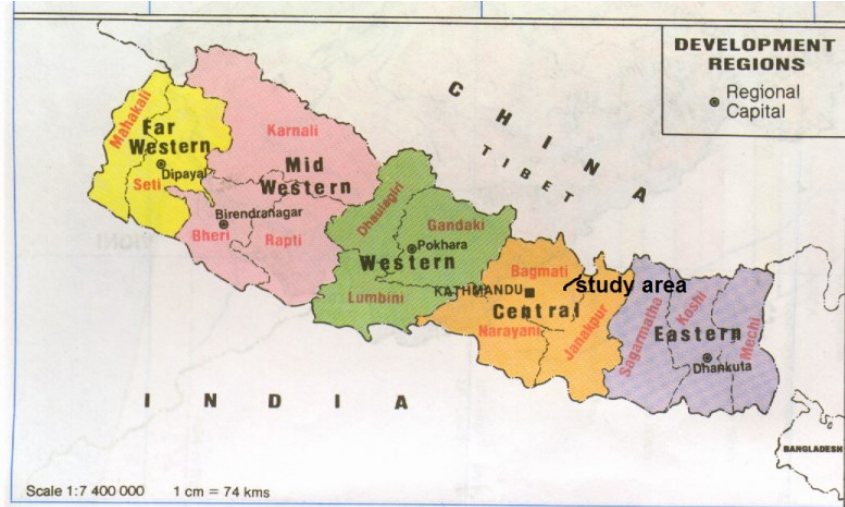 DEVELOPMENT
REGIONS
Regional
Capital
CHINA
TIBET
Mahakali
Far
Western
Dipayal
Seti
Karnali
Mid
Western
Birendranagar
Bheri
Rapti
Dhaulagiri
Gandaki
Pokhara
Western
Lumbini
Bagmati
study area
KATHMANDU
Central
Narayani
Janakpur
Sagarmatha
Koshi
Mechi
Eastern
Dhankuta
INDIA
BANGLADESH
Scale 1:7 400 000 1 cm = 74 kms